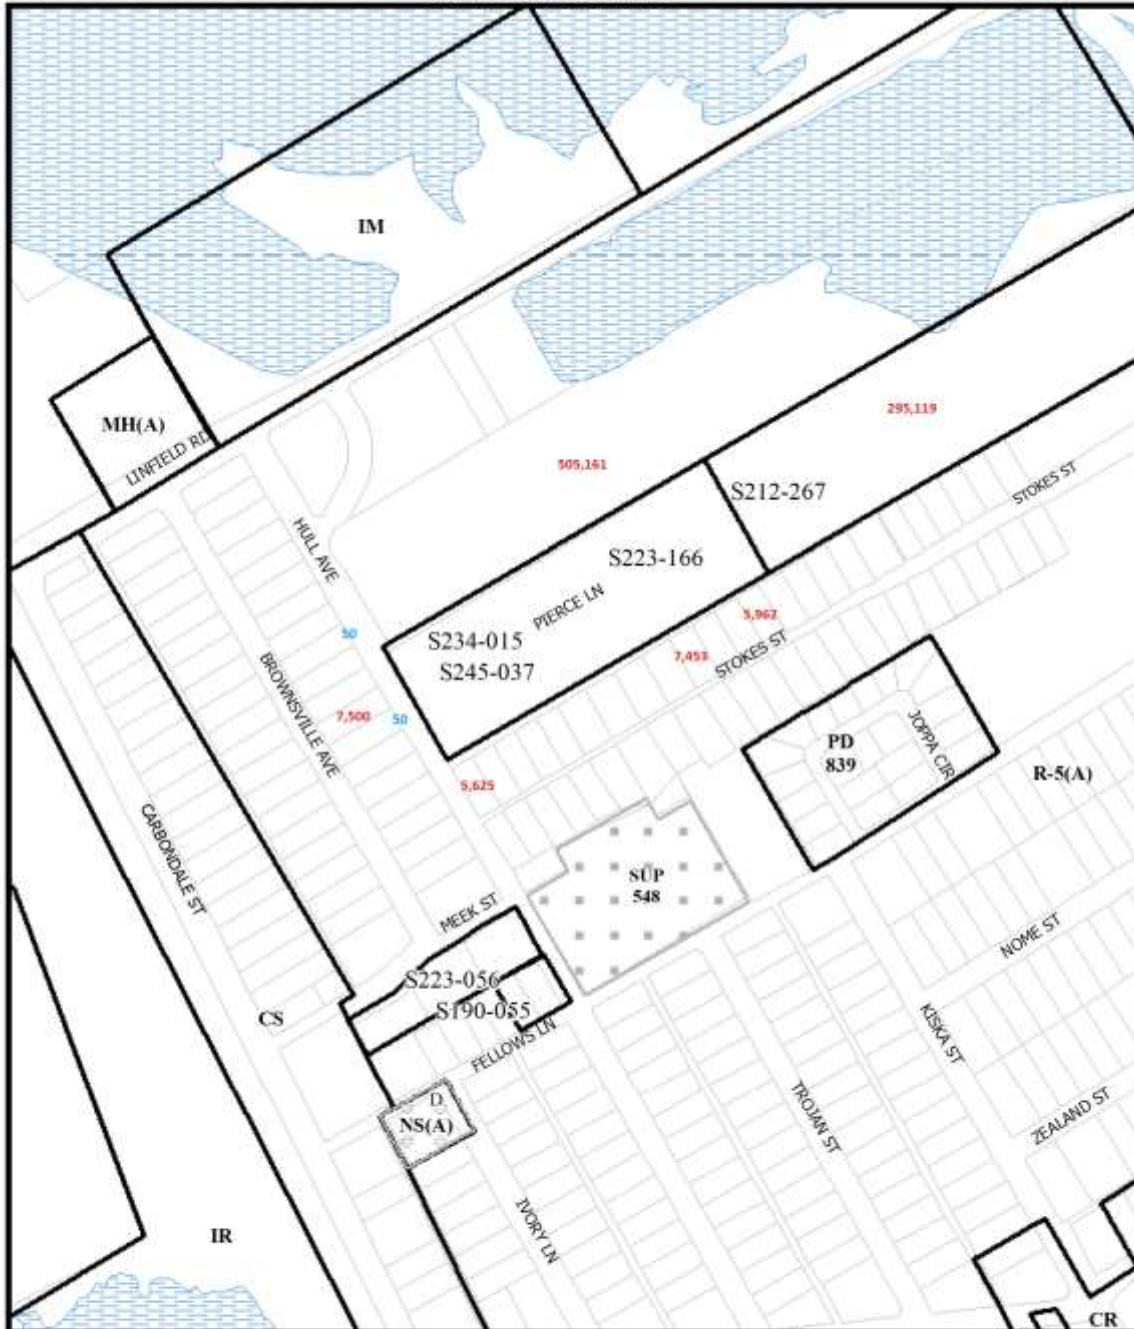 IM
MH(A)
LINFIELD RD
295,119
505,161
S212-267
STOKES ST
HULL AVE
S223-166
PIERCE LN
5,962
50
S234-015
S245-037
7,453
STOKES ST
BROWNSVILLE AVE
7,500
50
JOPPA CIR
PD
839
R-5(A)
5,625
CARBONDALE ST
SUP
548
MEEK ST
NOME ST
S223-056
S190-055
CS
FELLOWS LN
KISKA ST
D
NS(A)
TROJAN ST
ZEALAND ST
IVORY LN
IR
CR